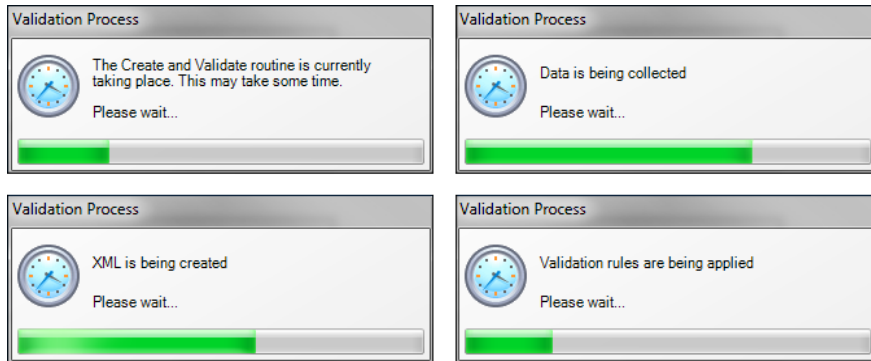 Validation Process
The Create and Validate routine is currently
taking place. This may take some time.
Please wait...
Validation Process
Data is being collected
Please wait...
Validation Process
XML is being created
Please wait...
Validation Process
Validation rules are being applied
Please wait...